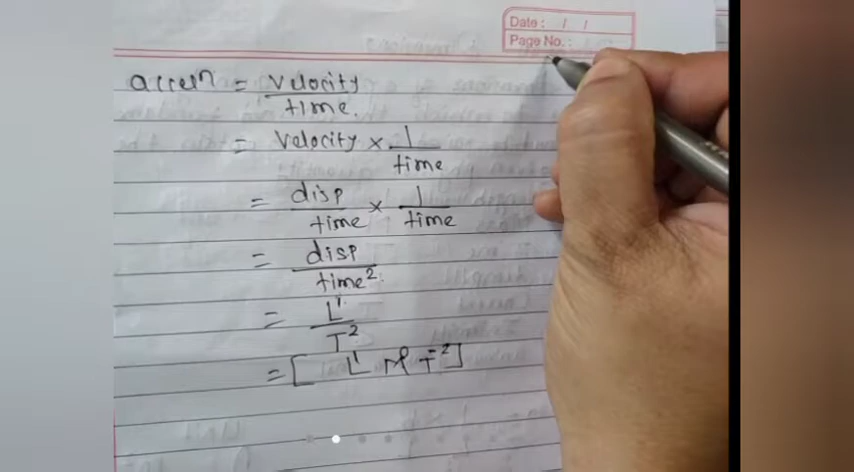 Date : / /
Page No. :
acceln = velocity/time.
= velocity × 1/time
= disp/time × 1/time
= disp/time²
= L¹/T²
= [ L¹ M⁰ T⁻²]